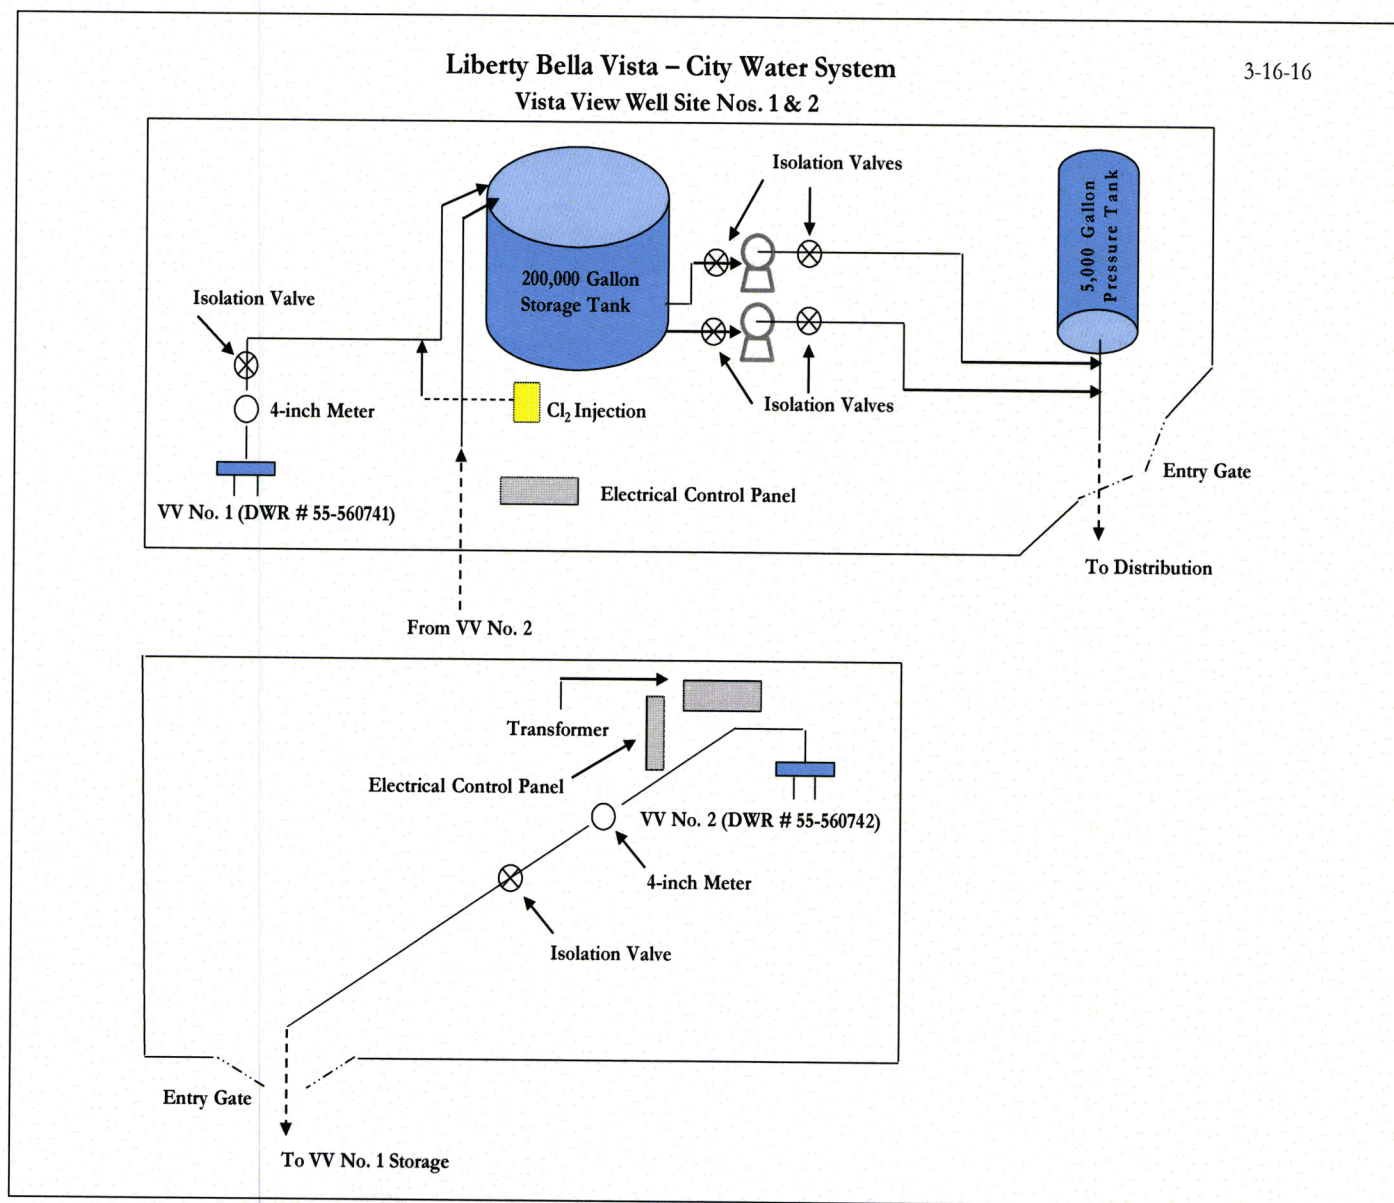 Liberty Bella Vista – City Water System
3-16-16
Vista View Well Site Nos. 1 & 2
Isolation Valves
5,000 Gallon
Pressure Tank
200,000 Gallon
Storage Tank
Isolation Valve
4-inch Meter
Cl₂ Injection
Isolation Valves
Entry Gate
Electrical Control Panel
VV No. 1 (DWR # 55-560741)
To Distribution
From VV No. 2
Transformer
Electrical Control Panel
VV No. 2 (DWR # 55-560742)
4-inch Meter
Isolation Valve
Entry Gate
To VV No. 1 Storage